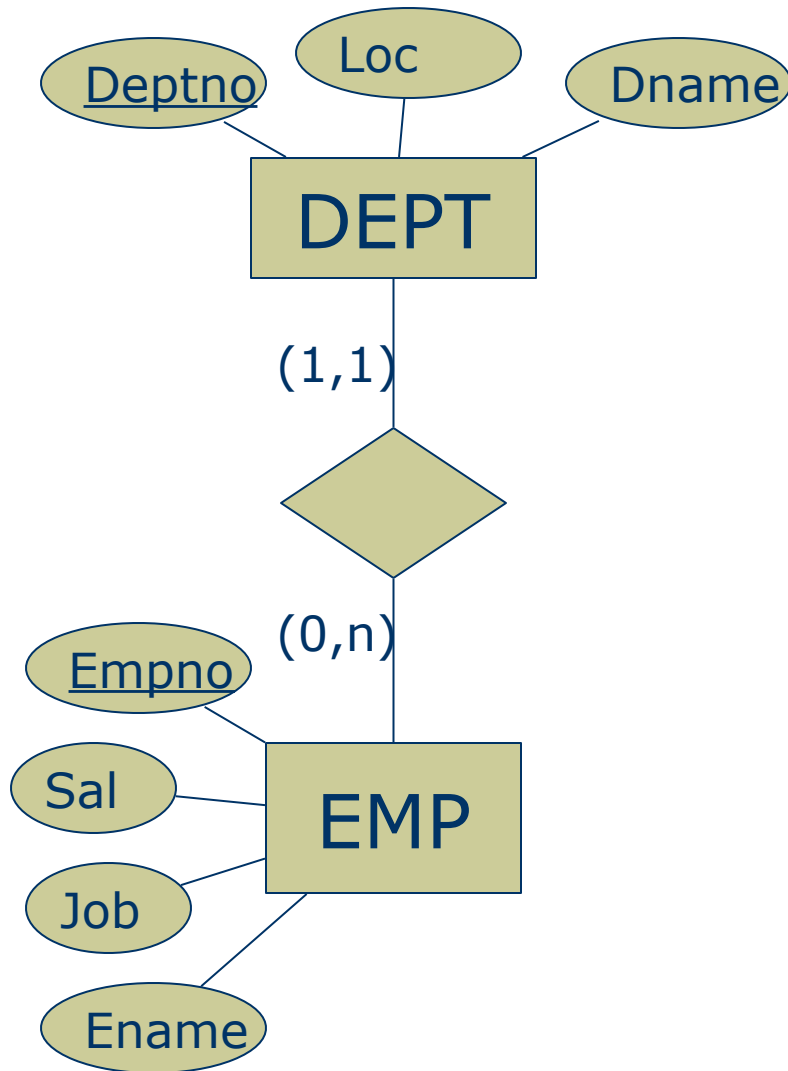 Loc
Deptno
Dname
DEPT
(1,1)
(0,n)
Empno
Sal
EMP
Job
Ename